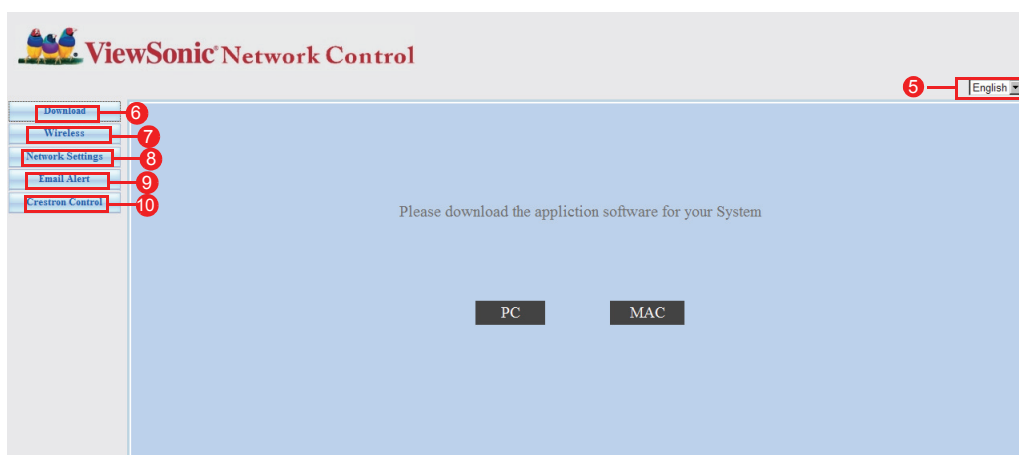 ViewSonic® Network Control
5 English
Download 6
Wireless 7
Network Settings 8
Email Alert 9
Crestron Control 10
Please download the appliction software for your System
PC MAC